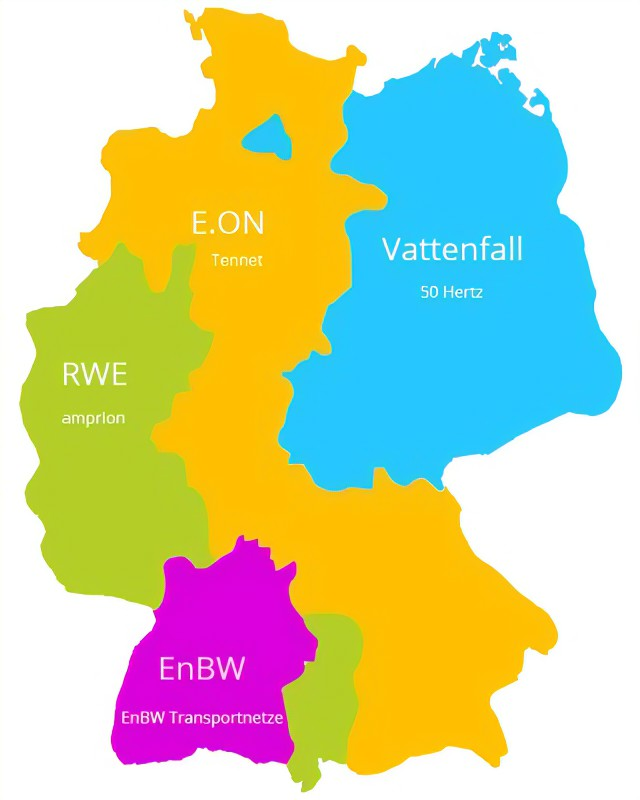 E.ON
Tennet
Vattenfall
50 Hertz
RWE
amprion
EnBW
EnBW Transportnetze